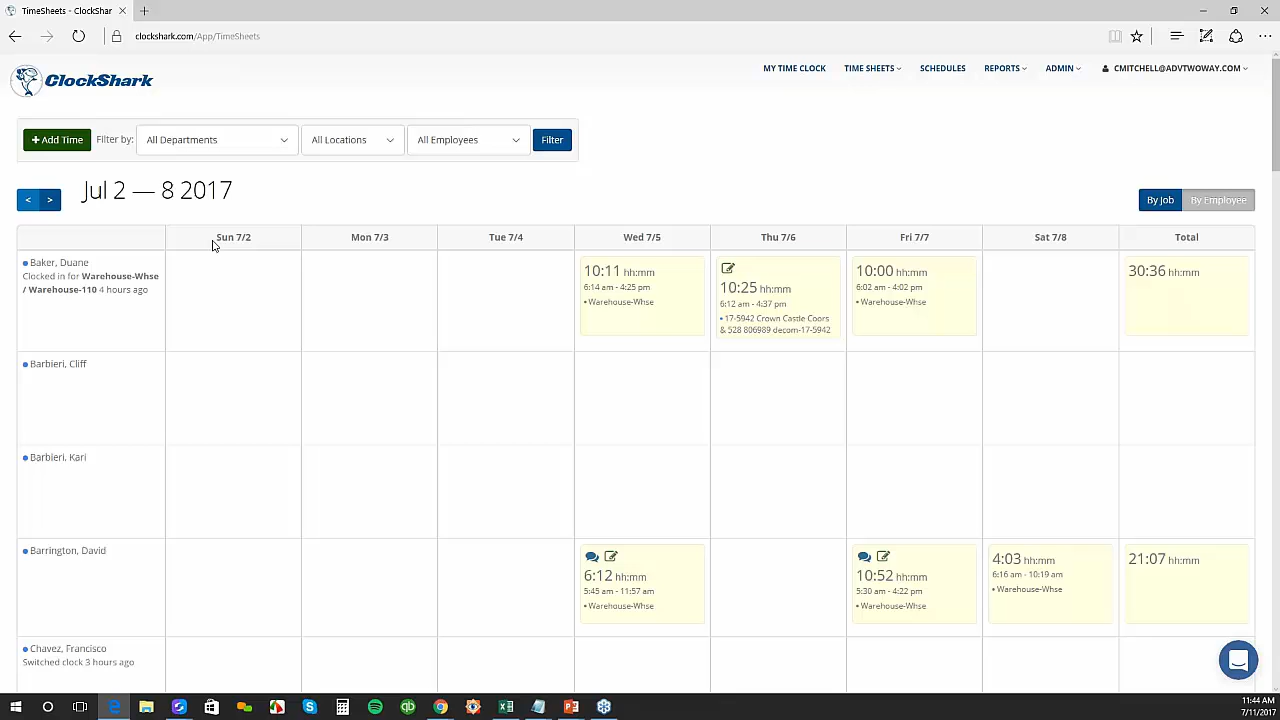 TimeSheets - ClockShar
clockshark.com/App/TimeSheets
ClockShark
MY TIME CLOCK
TIME SHEETS
SCHEDULES
REPORTS
ADMIN
CMITCHELL@ADVTWOWAY.COM
+ Add Time
Filter by:
All Departments
All Locations
All Employees
Filter
<
>
Jul 2 — 8 2017
By Job
By Employee
Sun 7/2
Mon 7/3
Tue 7/4
Wed 7/5
Thu 7/6
Fri 7/7
Sat 7/8
Total
Baker, Duane
Clocked in for Warehouse-Whse
/ Warehouse-110 4 hours ago
10:11 hh:mm
6:14 am - 4:25 pm
• Warehouse-Whse
10:25 hh:mm
6:12 am - 4:37 pm
• 17-5942 Crown Castle Coors
& 528 806989 decom-17-5942
10:00 hh:mm
6:02 am - 4:02 pm
• Warehouse-Whse
30:36 hh:mm
Barbieri, Cliff
Barbieri, Kari
Barrington, David
6:12 hh:mm
5:45 am - 11:57 am
• Warehouse-Whse
10:52 hh:mm
5:30 am - 4:22 pm
• Warehouse-Whse
4:03 hh:mm
6:16 am - 10:19 am
• Warehouse-Whse
21:07 hh:mm
Chavez, Francisco
Switched clock 3 hours ago
11:44 AM
7/11/2017